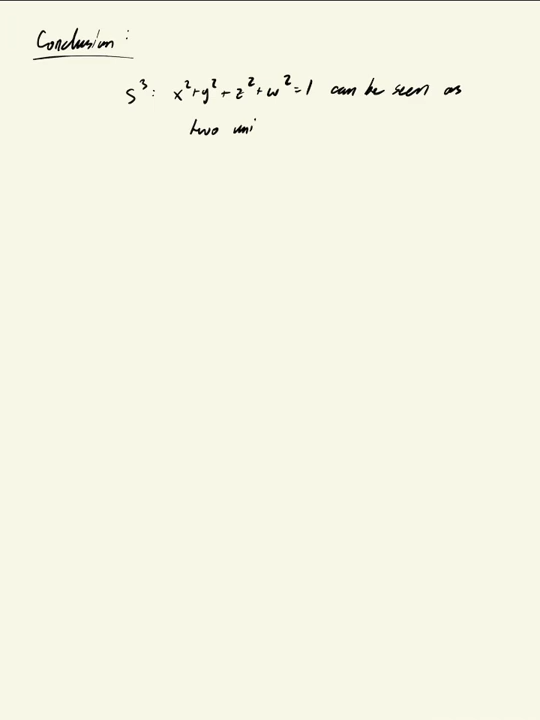 Conclusion:
S³: x²+y²+z²+w²=1 can be seen as
two uni